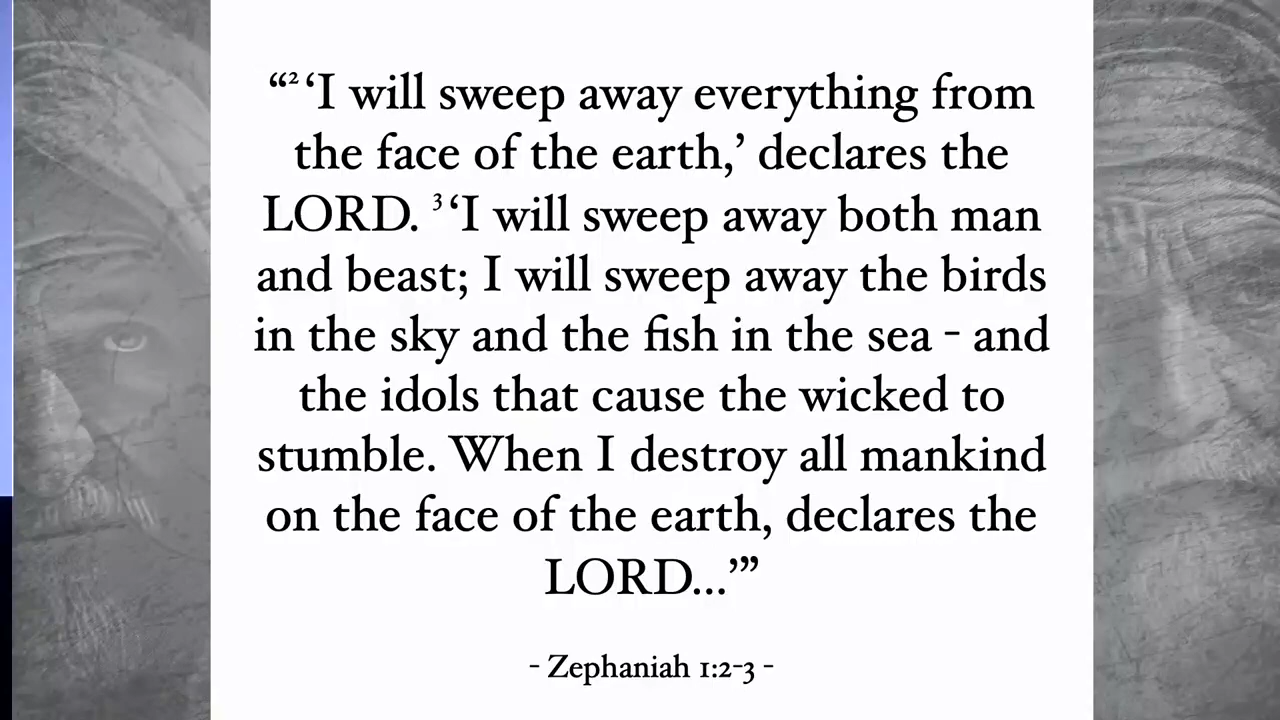 “² ‘I will sweep away everything from
the face of the earth,’ declares the
LORD. ³ ‘I will sweep away both man
and beast; I will sweep away the birds
in the sky and the fish in the sea - and
the idols that cause the wicked to
stumble. When I destroy all mankind
on the face of the earth, declares the
LORD...’”
- Zephaniah 1:2-3 -